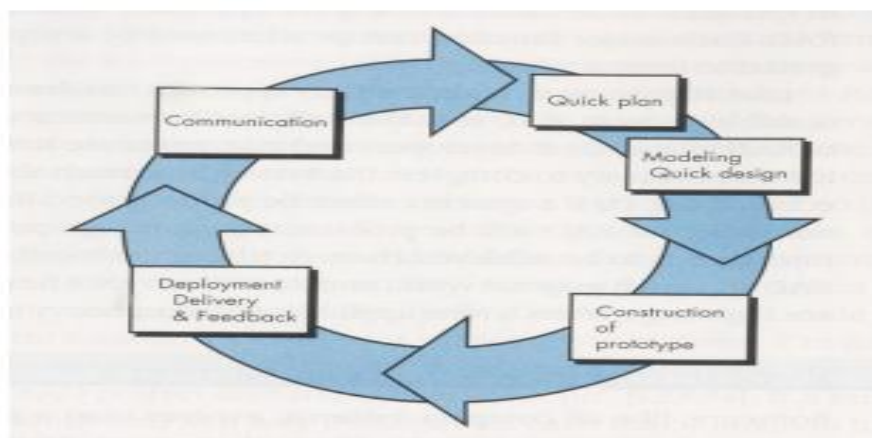 Communication
Quick plan
Modeling
Quick design
Construction
of
prototype
Deployment
Delivery
& Feedback